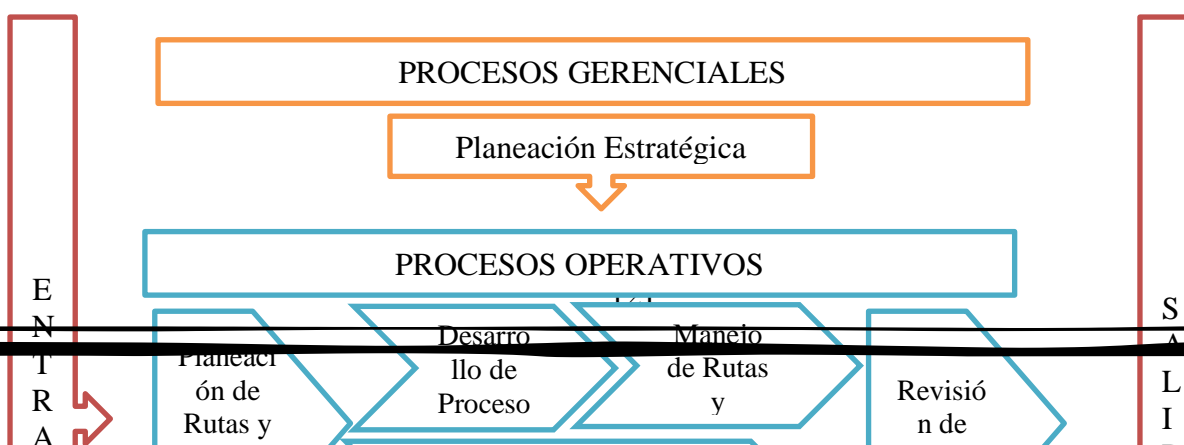 PROCESOS GERENCIALES
Planeación Estratégica
PROCESOS OPERATIVOS
E
N
T
R
A
Planeaci
ón de
Rutas y
Desarro
llo de
Proceso
Manejo
de Rutas
y
Revisió
n de
S
A
L
I